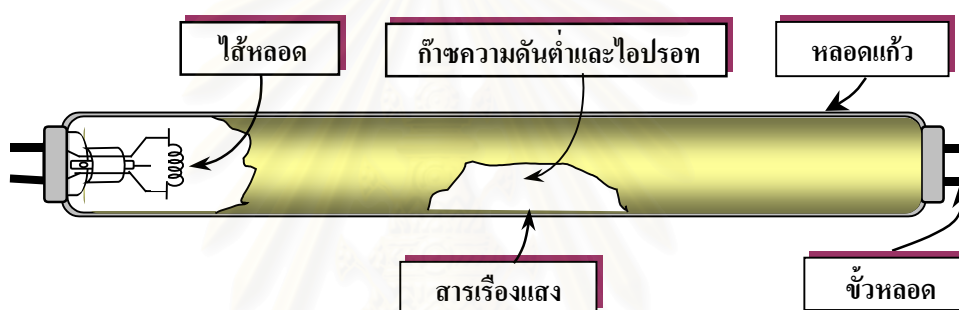 ไส้หลอด
ก๊าซความดันต่ำและไอปรอท
หลอดแก้ว
สารเรืองแสง
ขั้วหลอด